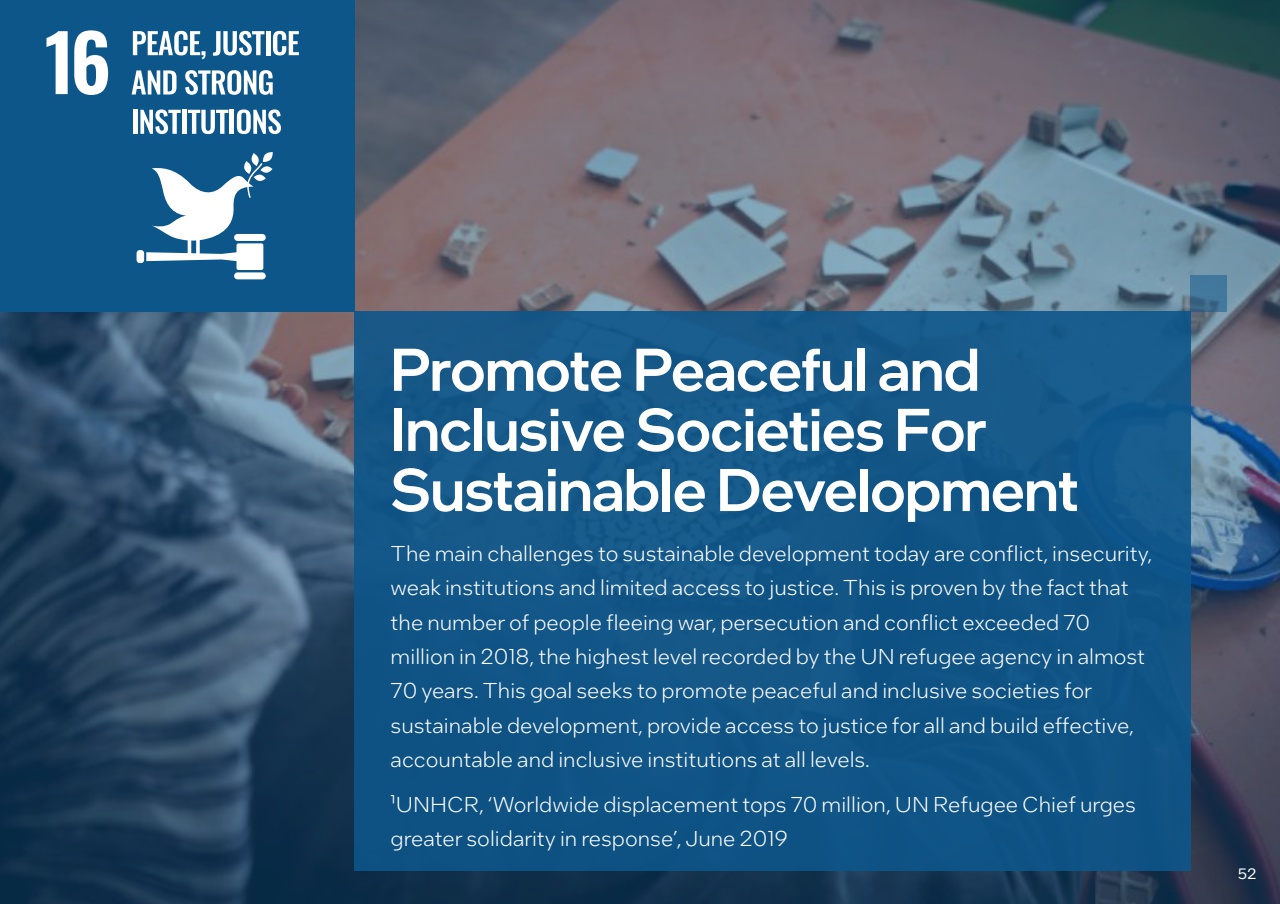 16
PEACE, JUSTICE
AND STRONG
INSTITUTIONS
Promote Peaceful and
Inclusive Societies For
Sustainable Development
The main challenges to sustainable development today are conflict, insecurity,
weak institutions and limited access to justice. This is proven by the fact that
the number of people fleeing war, persecution and conflict exceeded 70
million in 2018, the highest level recorded by the UN refugee agency in almost
70 years. This goal seeks to promote peaceful and inclusive societies for
sustainable development, provide access to justice for all and build effective,
accountable and inclusive institutions at all levels.
¹UNHCR, ‘Worldwide displacement tops 70 million, UN Refugee Chief urges
greater solidarity in response’, June 2019
52